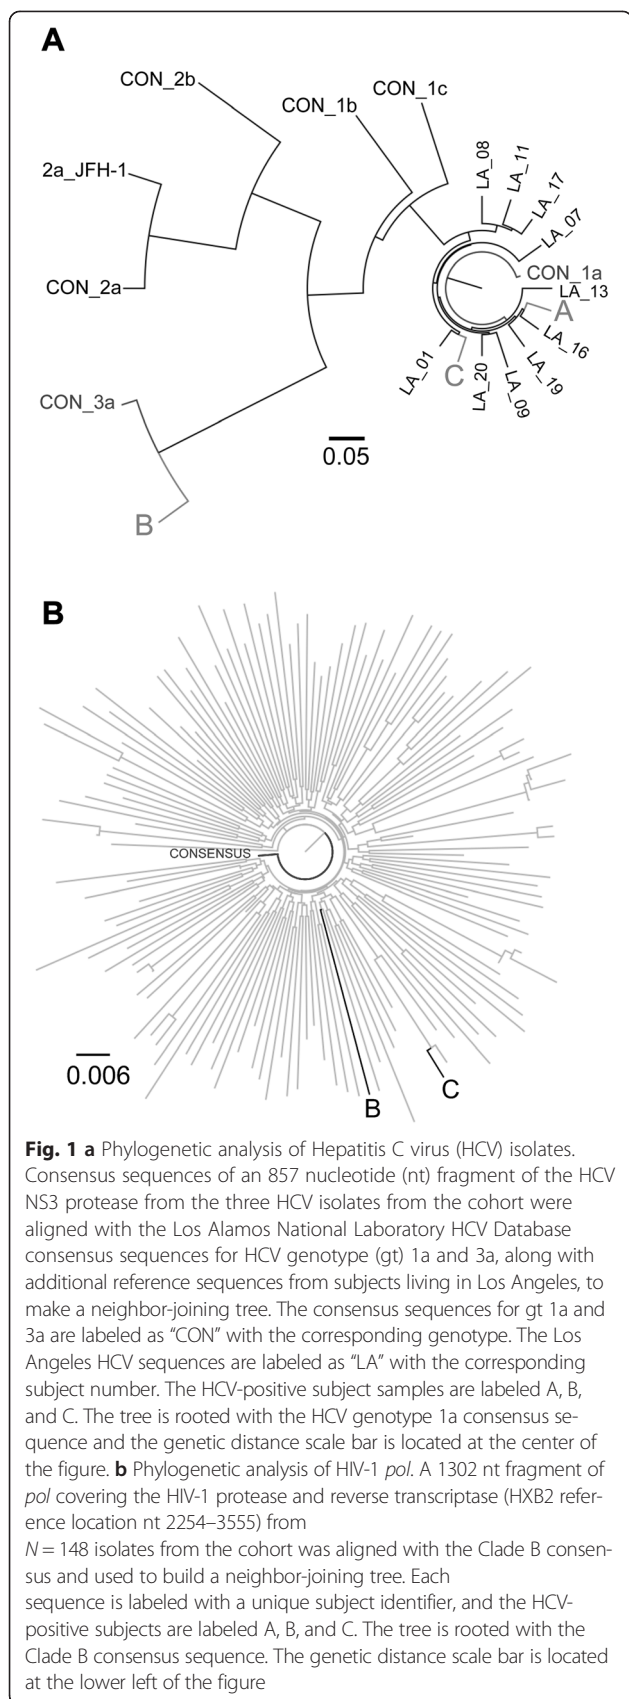 A
CON_2b
CON_1c
CON_1b
LA_08
LA_11
2a_JFH-1
LA_17
LA_07
CON_1a
CON_2a
LA_13
A
LA_16
LA_01
C
LA_20
LA_09
LA_19
CON_3a
0.05
B
B
CONSENSUS
0.006
B
C
Fig. 1 a Phylogenetic analysis of Hepatitis C virus (HCV) isolates.
Consensus sequences of an 857 nucleotide (nt) fragment of the HCV
NS3 protease from the three HCV isolates from the cohort were
aligned with the Los Alamos National Laboratory HCV Database
consensus sequences for HCV genotype (gt) 1a and 3a, along with
additional reference sequences from subjects living in Los Angeles, to
make a neighbor-joining tree. The consensus sequences for gt 1a and
3a are labeled as “CON” with the corresponding genotype. The Los
Angeles HCV sequences are labeled as “LA” with the corresponding
subject number. The HCV-positive subject samples are labeled A, B,
and C. The tree is rooted with the HCV genotype 1a consensus se-
quence and the genetic distance scale bar is located at the center of
the figure. b Phylogenetic analysis of HIV-1 pol. A 1302 nt fragment of
pol covering the HIV-1 protease and reverse transcriptase (HXB2 refer-
ence location nt 2254–3555) from
N = 148 isolates from the cohort was aligned with the Clade B consen-
sus and used to build a neighbor-joining tree. Each
sequence is labeled with a unique subject identifier, and the HCV-
positive subjects are labeled A, B, and C. The tree is rooted with the
Clade B consensus sequence. The genetic distance scale bar is located
at the lower left of the figure